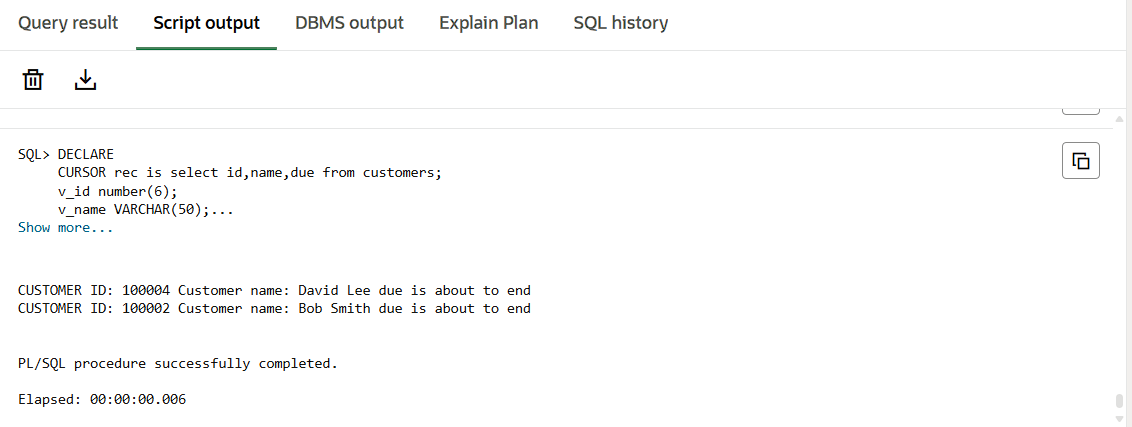 Query result Script output DBMS output Explain Plan SQL history
SQL> DECLARE
CURSOR rec is select id,name,due from customers;
v_id number(6);
v_name VARCHAR(50);...
Show more...
CUSTOMER ID: 100004 Customer name: David Lee due is about to end
CUSTOMER ID: 100002 Customer name: Bob Smith due is about to end
PL/SQL procedure successfully completed.
Elapsed: 00:00:00.006